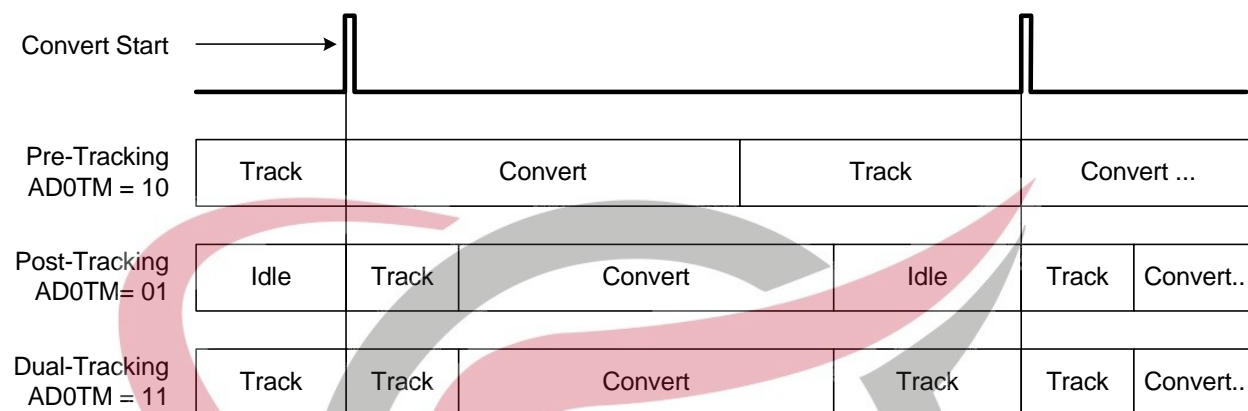 Convert Start
Pre-Tracking
AD0TM = 10
Track
Convert
Track
Convert ...
Post-Tracking
AD0TM= 01
Idle
Track
Convert
Idle
Track
Convert..
Dual-Tracking
AD0TM = 11
Track
Track
Convert
Track
Track
Convert..